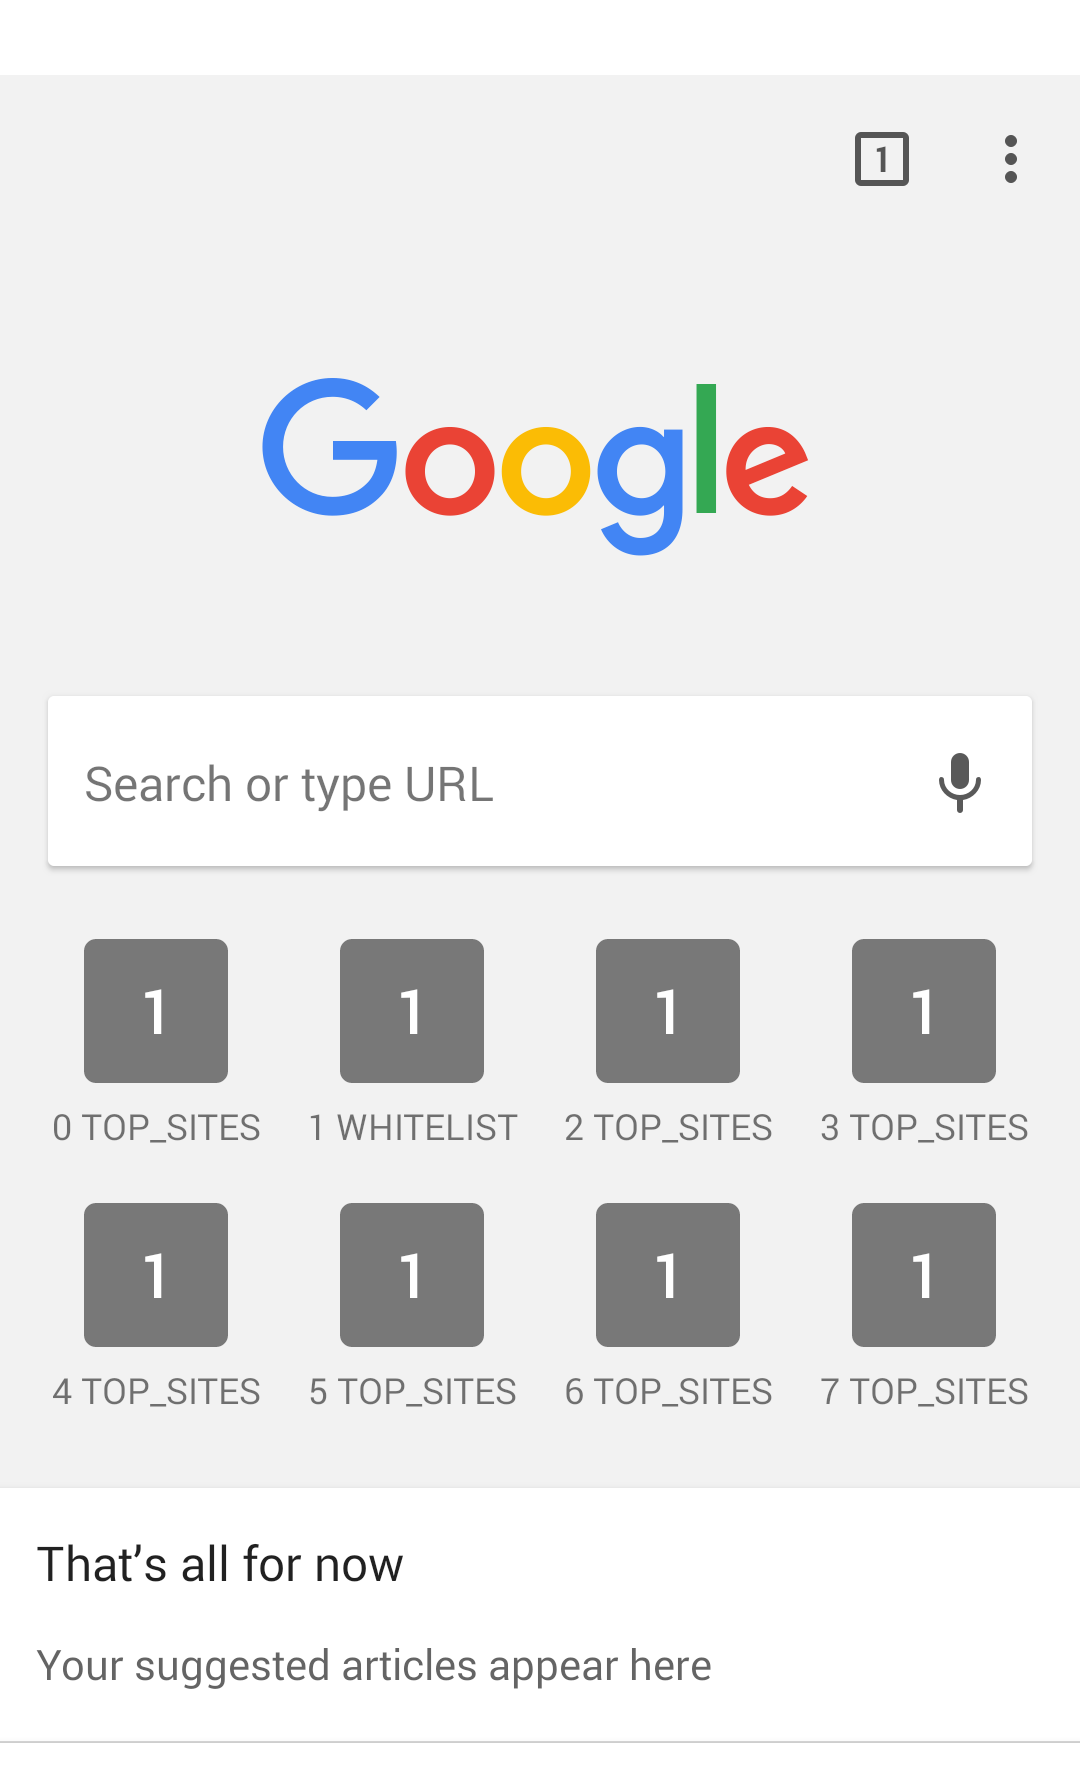 1
Google
Search or type URL
1 1 1 1
0 TOP_SITES 1 WHITELIST 2 TOP_SITES 3 TOP_SITES
1 1 1 1
4 TOP_SITES 5 TOP_SITES 6 TOP_SITES 7 TOP_SITES
That's all for now
Your suggested articles appear here